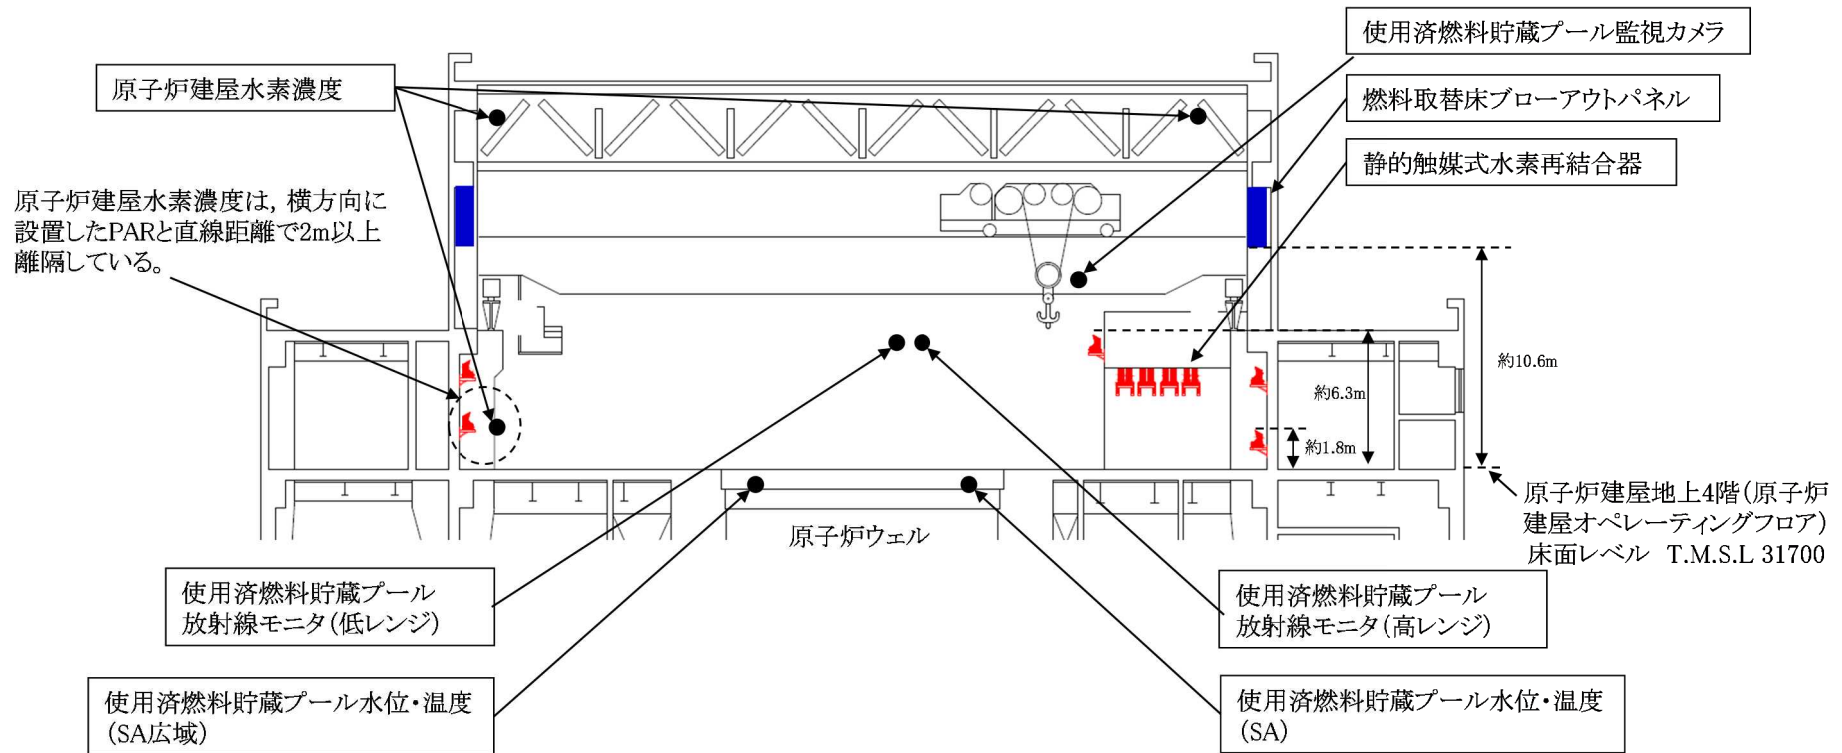 使用済燃料貯蔵プール監視カメラ
原子炉建屋水素濃度
燃料取替床ブローアウトパネル
静的触媒式水素再結合器
原子炉建屋水素濃度は，横方向に
設置したPARと直線距離で2m以上
離隔している。
約10.6m
約6.3m
約1.8m
原子炉建屋地上4階(原子炉
建屋オペレーティングフロア)
床面レベル T.M.S.L 31700
原子炉ウェル
使用済燃料貯蔵プール
放射線モニタ(低レンジ)
使用済燃料貯蔵プール
放射線モニタ(高レンジ)
使用済燃料貯蔵プール水位・温度
(SA広域)
使用済燃料貯蔵プール水位・温度
(SA)